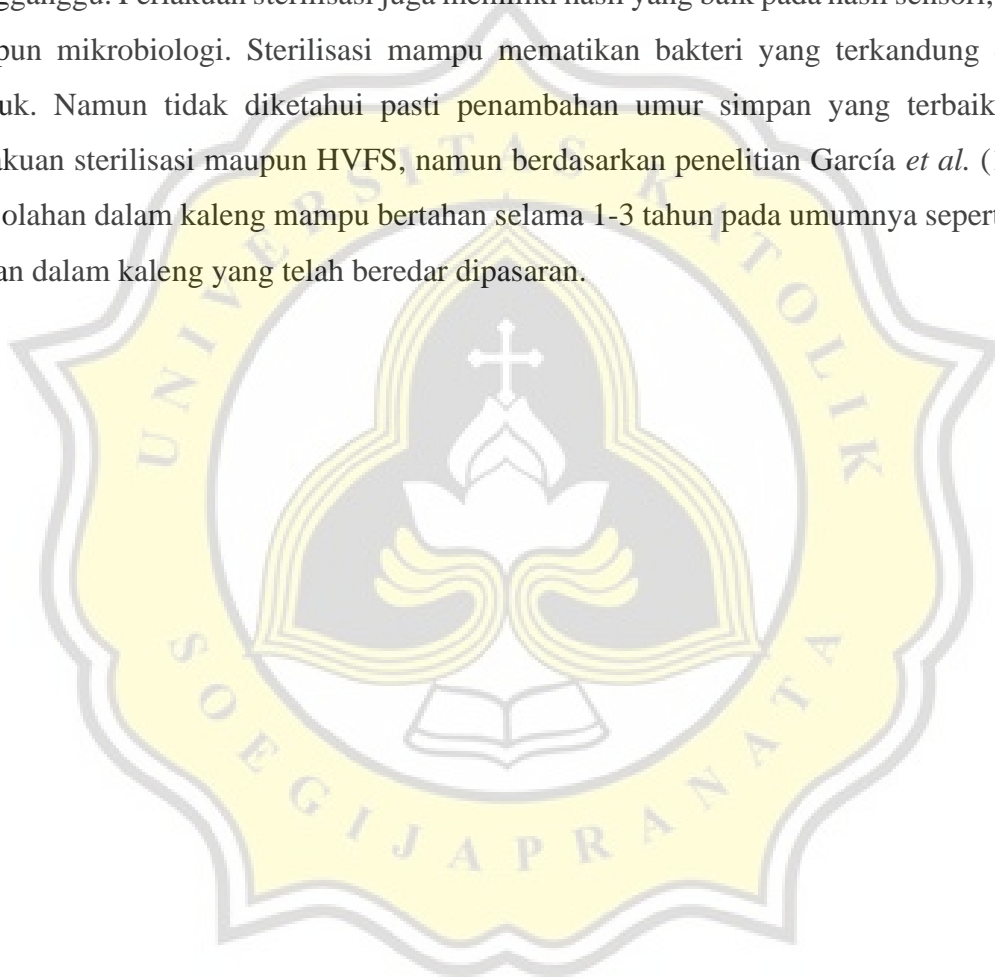 Perlakuan sterilisasi juga memiliki hasil yang baik pada hasil sensori,
mikrobiologi. Sterilisasi mampu mematikan bakteri yang terkandung
Namun tidak diketahui pasti penambahan umur simpan yang terbaik
sterilisasi maupun HVFS, namun berdasarkan penelitian García et al. (
olahan dalam kaleng mampu bertahan selama 1-3 tahun pada umumnya
dalam kaleng yang telah beredar dipasaran.
UNIVERSITAS KATOLIK
SOEGIJAPRANATA